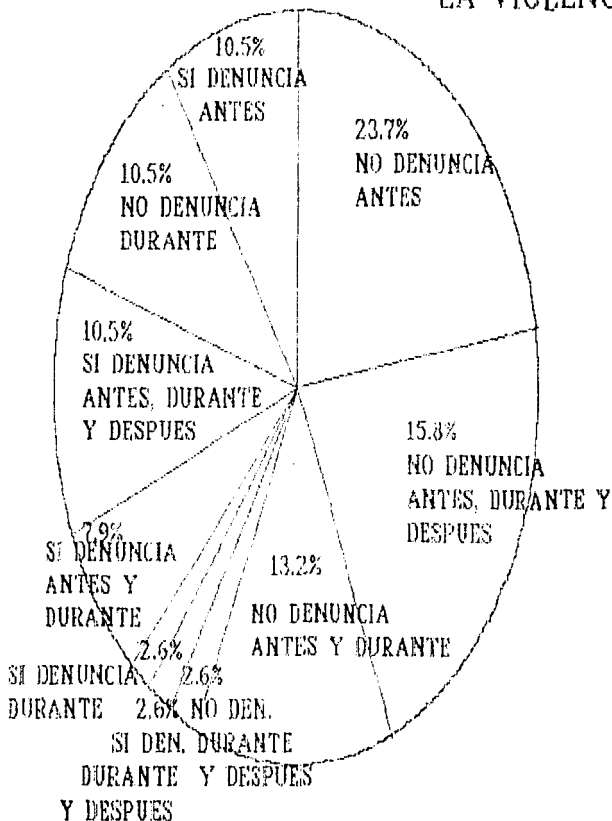 10.5%
SI DENUNCIA
ANTES
23.7%
NO DENUNCIA
ANTES
10.5%
NO DENUNCIA
DURANTE
10.5%
SI DENUNCIA
ANTES, DURANTE
Y DESPUES
15.8%
NO DENUNCIA
ANTES, DURANTE Y
DESPUES
7.9%
SI DENUNCIA
ANTES Y
DURANTE
13.2%
NO DENUNCIA
ANTES Y DURANTE
2.6%
SI DENUNCIA
DURANTE
2.6%
SI DEN.
DURANTE
Y DESPUES
2.6%
NO DEN.
DURANTE
Y DESPUES